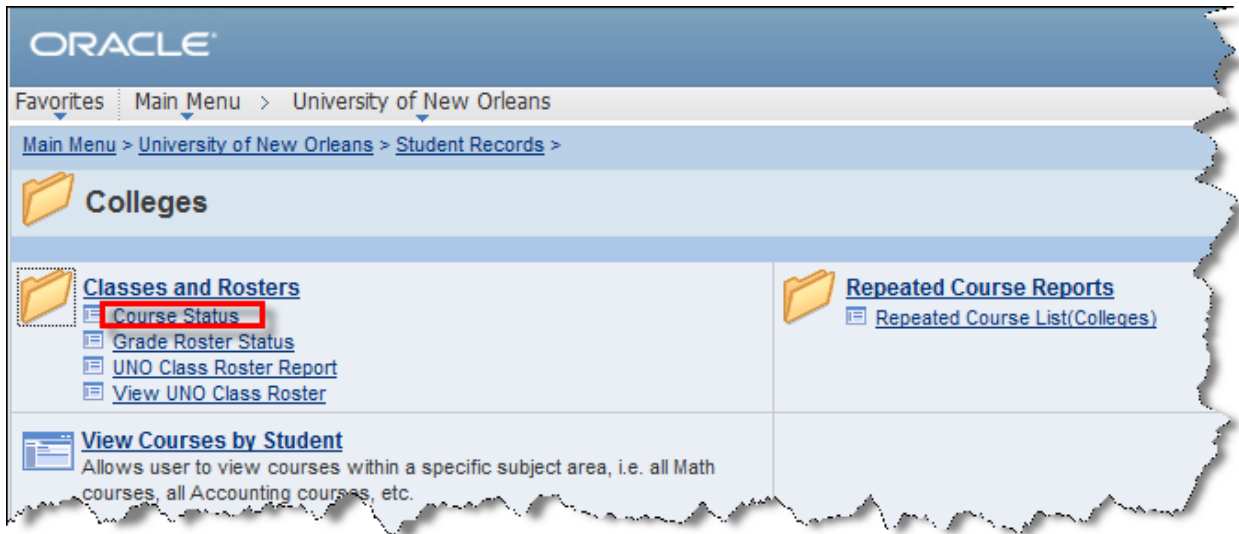 ORACLE
Favorites Main Menu > University of New Orleans
Main Menu > University of New Orleans > Student Records >
Colleges
Classes and Rosters
Course Status
Grade Roster Status
UNO Class Roster Report
View UNO Class Roster
Repeated Course Reports
Repeated Course List(Colleges)
View Courses by Student
Allows user to view courses within a specific subject area, i.e. all Math
courses, all Accounting courses, etc.